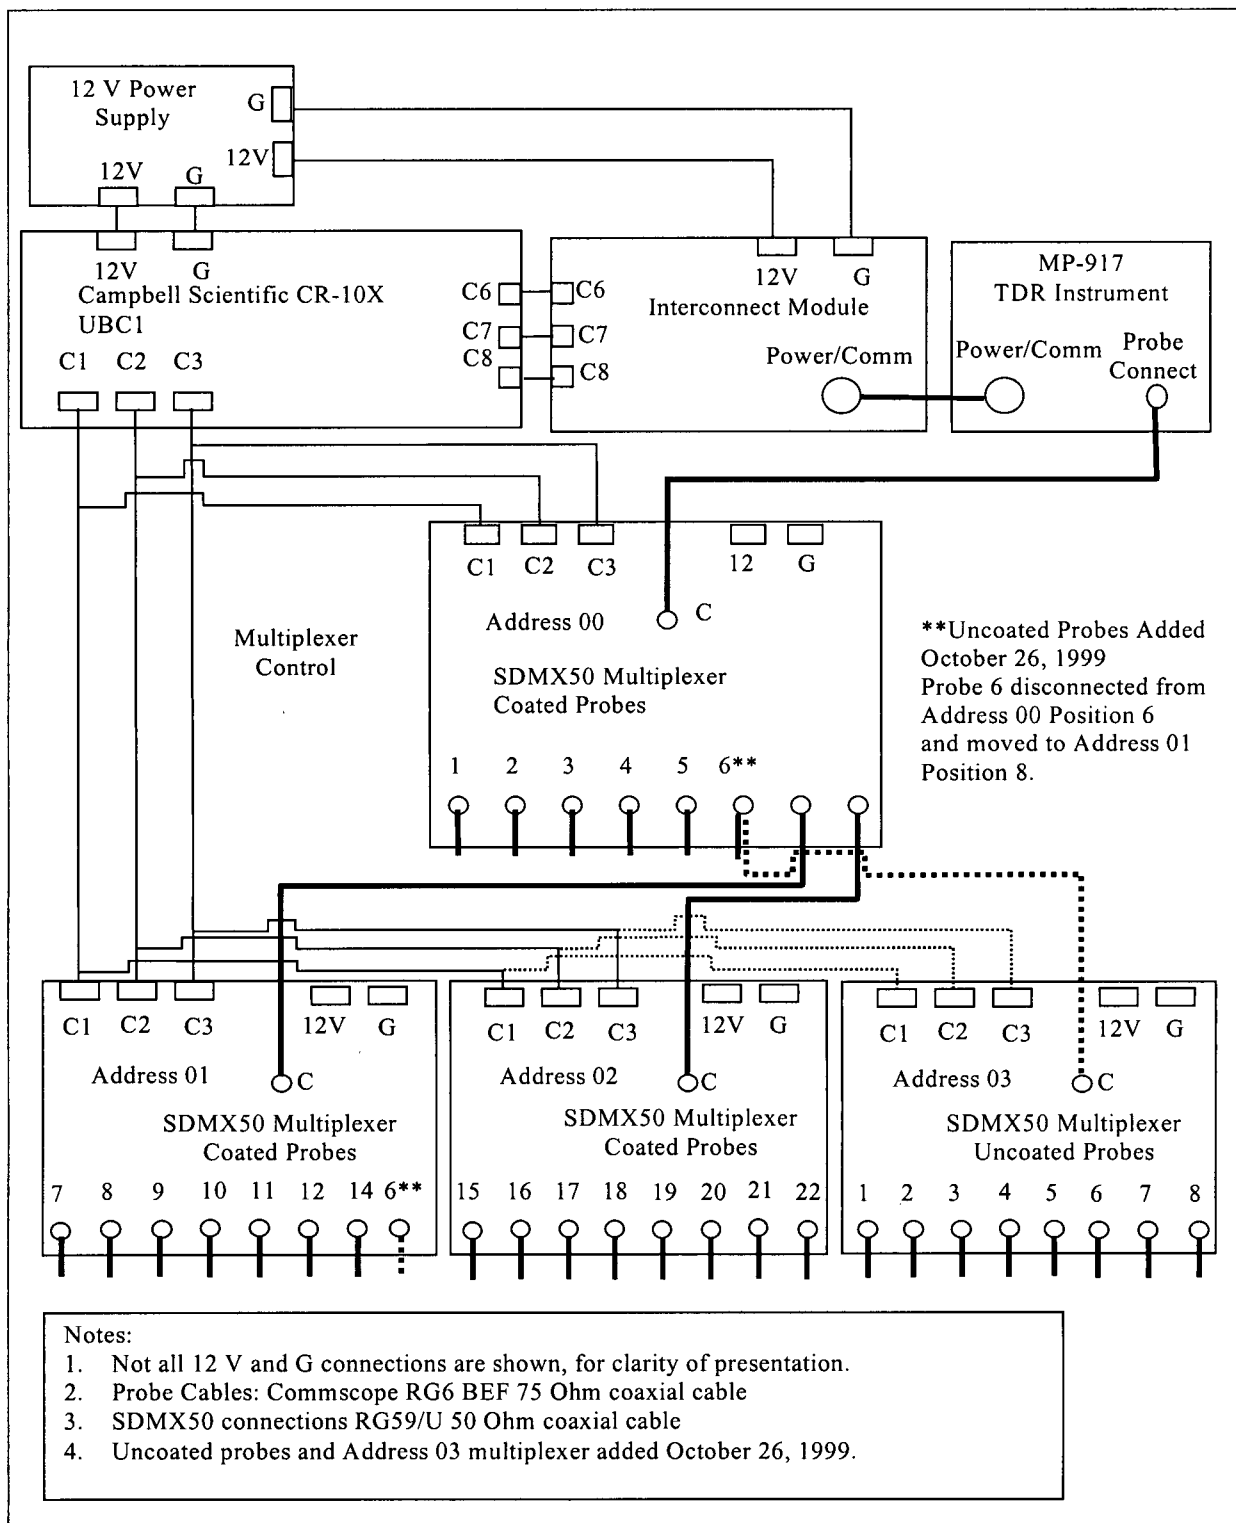 12 V Power
Supply
G
12V
12V
G
12V
G
Campbell Scientific CR-10X
UBC1
C1
C2
C3
C6
C7
C8
C6
C7
C8
12V
G
Interconnect Module
Power/Comm
MP-917
TDR Instrument
Power/Comm
Probe
Connect
C1
C2
C3
12
G
Address 00
C
SDMX50 Multiplexer
Coated Probes
1
2
3
4
5
6**
Multiplexer
Control
**Uncoated Probes Added
October 26, 1999
Probe 6 disconnected from
Address 00 Position 6
and moved to Address 01
Position 8.
C1
C2
C3
12V
G
Address 01
C
SDMX50 Multiplexer
Coated Probes
7
8
9
10
11
12
14
6**
C1
C2
C3
12V
G
Address 02
C
SDMX50 Multiplexer
Coated Probes
15
16
17
18
19
20
21
22
C1
C2
C3
12V
G
Address 03
C
SDMX50 Multiplexer
Uncoated Probes
1
2
3
4
5
6
7
8
Notes:
1. Not all 12 V and G connections are shown, for clarity of presentation.
2. Probe Cables: Commscope RG6 BEF 75 Ohm coaxial cable
3. SDMX50 connections RG59/U 50 Ohm coaxial cable
4. Uncoated probes and Address 03 multiplexer added October 26, 1999.